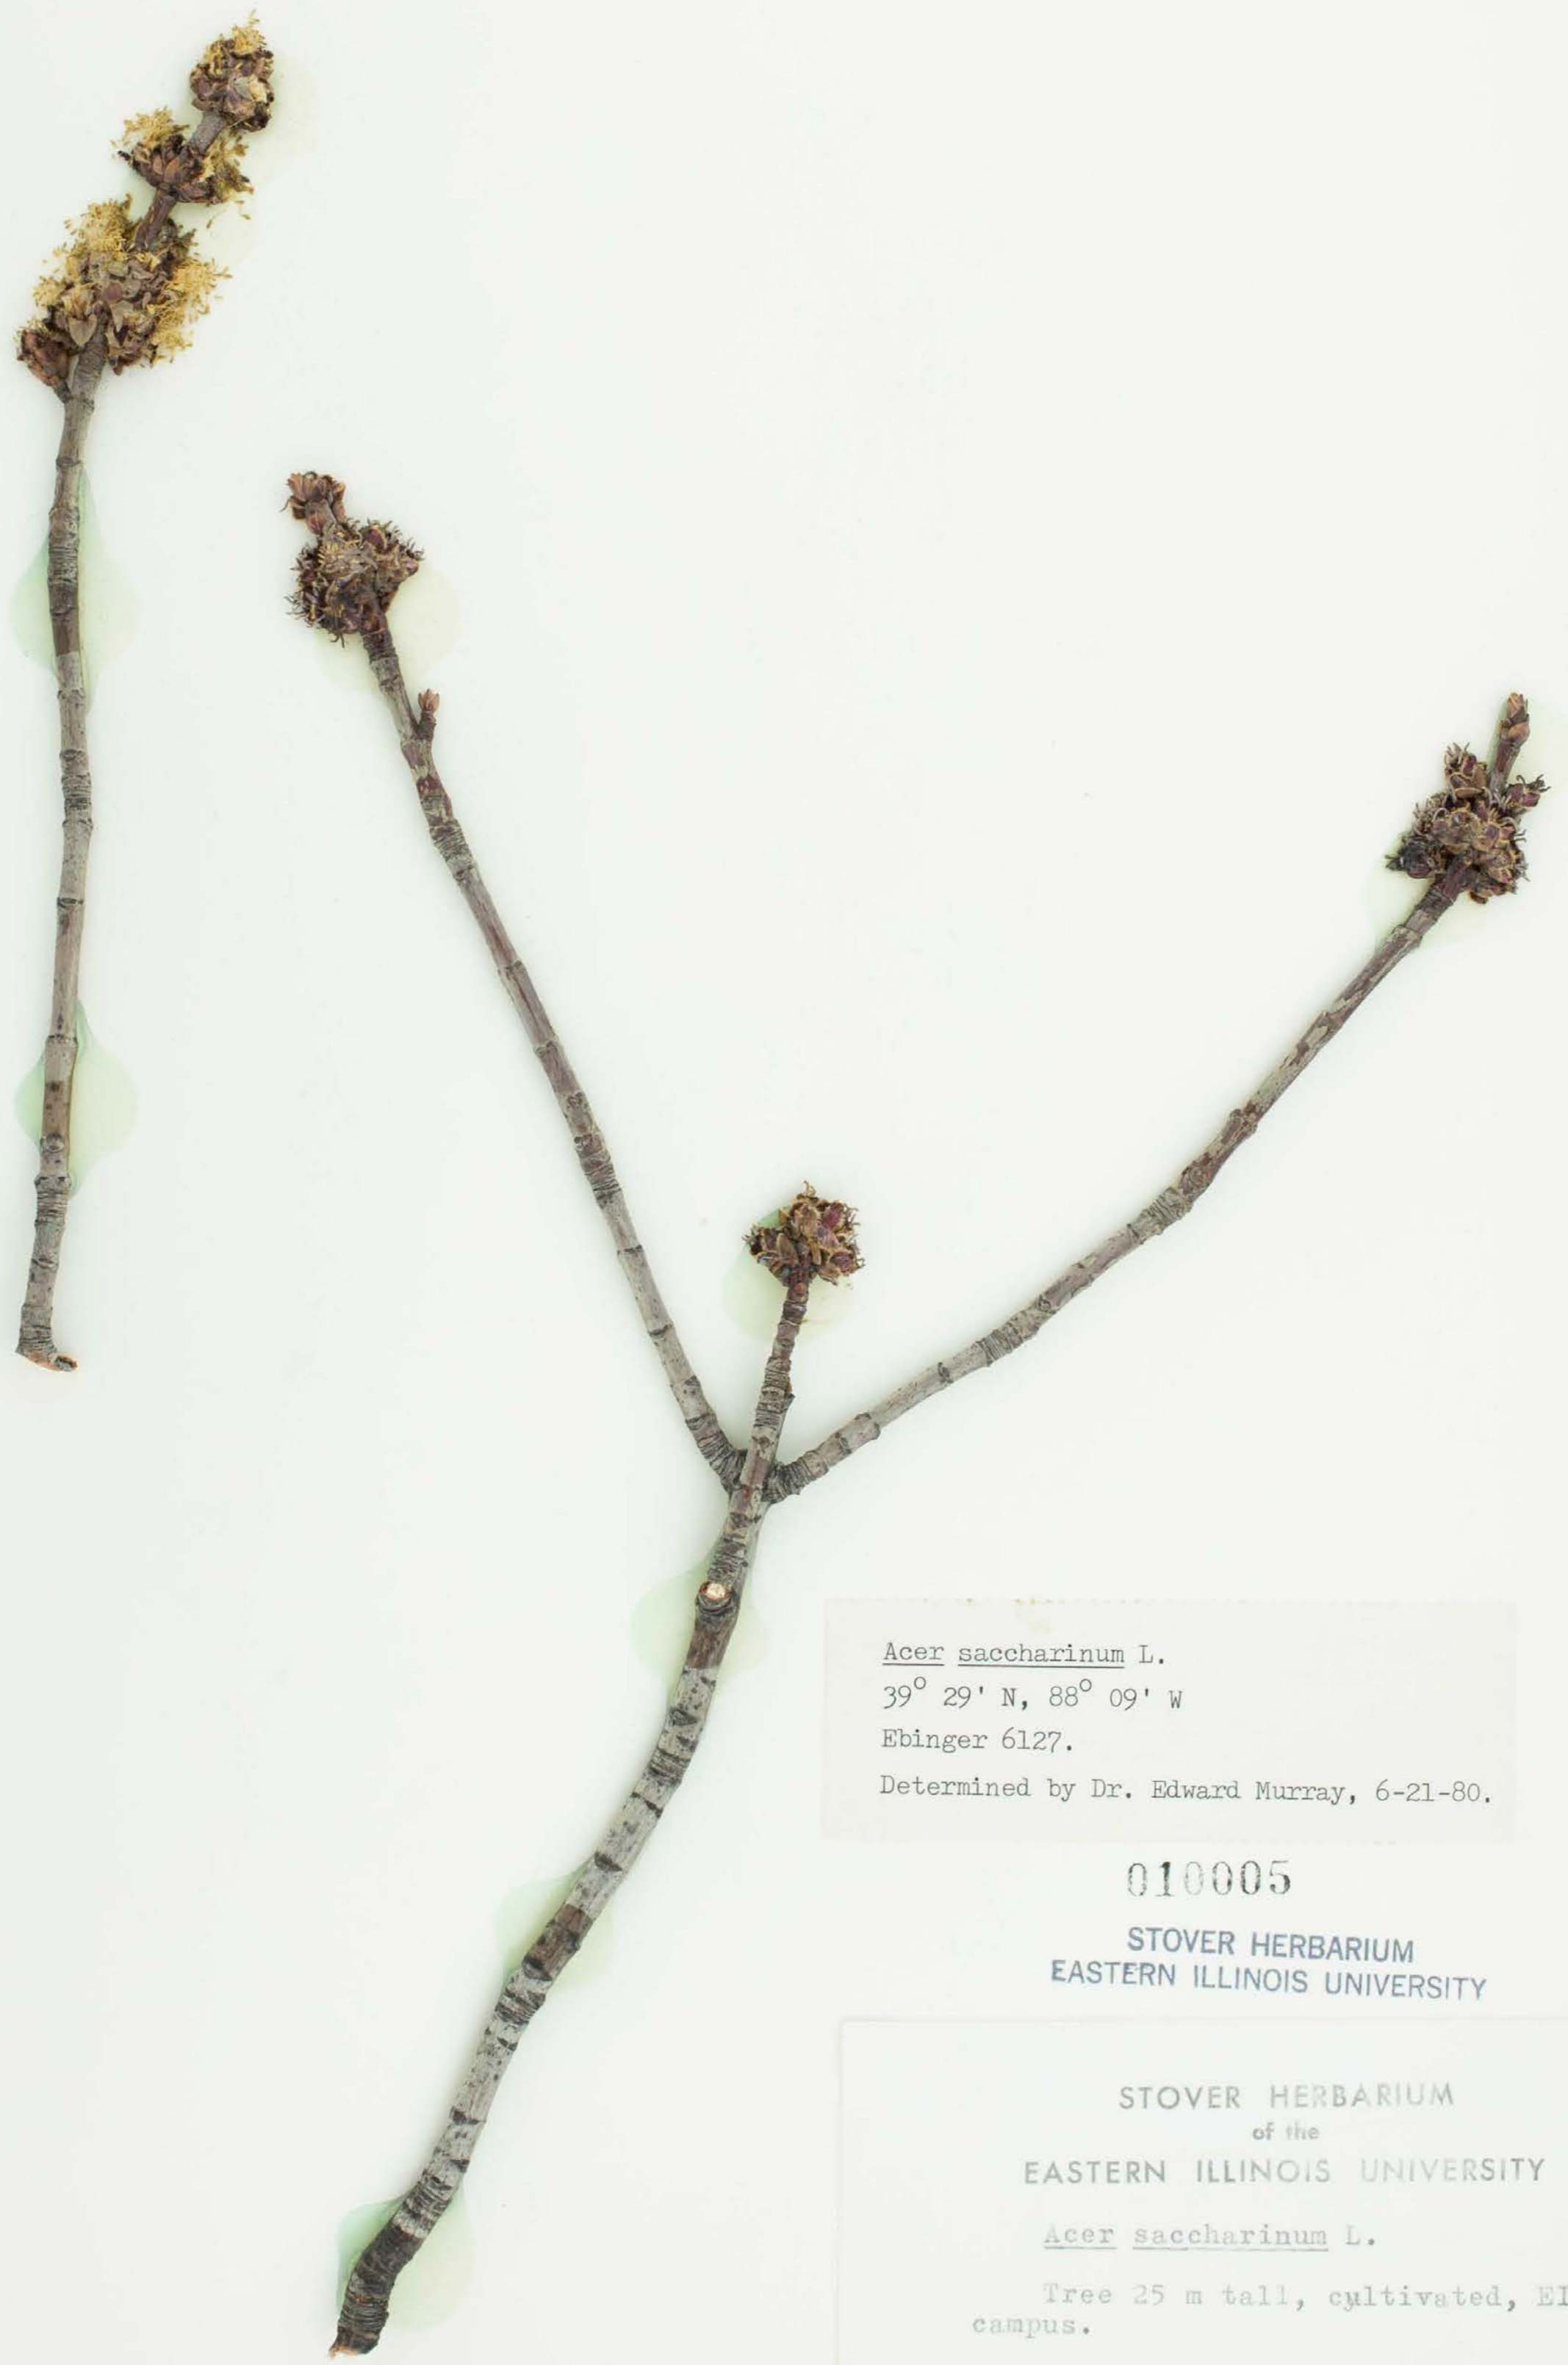 Acer saccharinum L.
39° 29' N, 88° 09' W
Ebinger 6127.
Determined by Dr. Edward Murray, 6-21-80.
010005
STOVER HERBARIUM
EASTERN ILLINOIS UNIVERSITY
STOVER HERBARIUM
of the
EASTERN ILLINOIS UNIVERSITY
Acer saccharinum L.
Tree 25 m tall, cultivated,
campus.